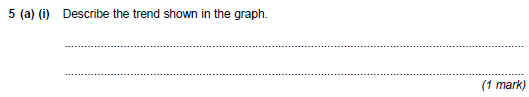 5 (a) (i) Describe the trend shown in the graph.
(1 mark)